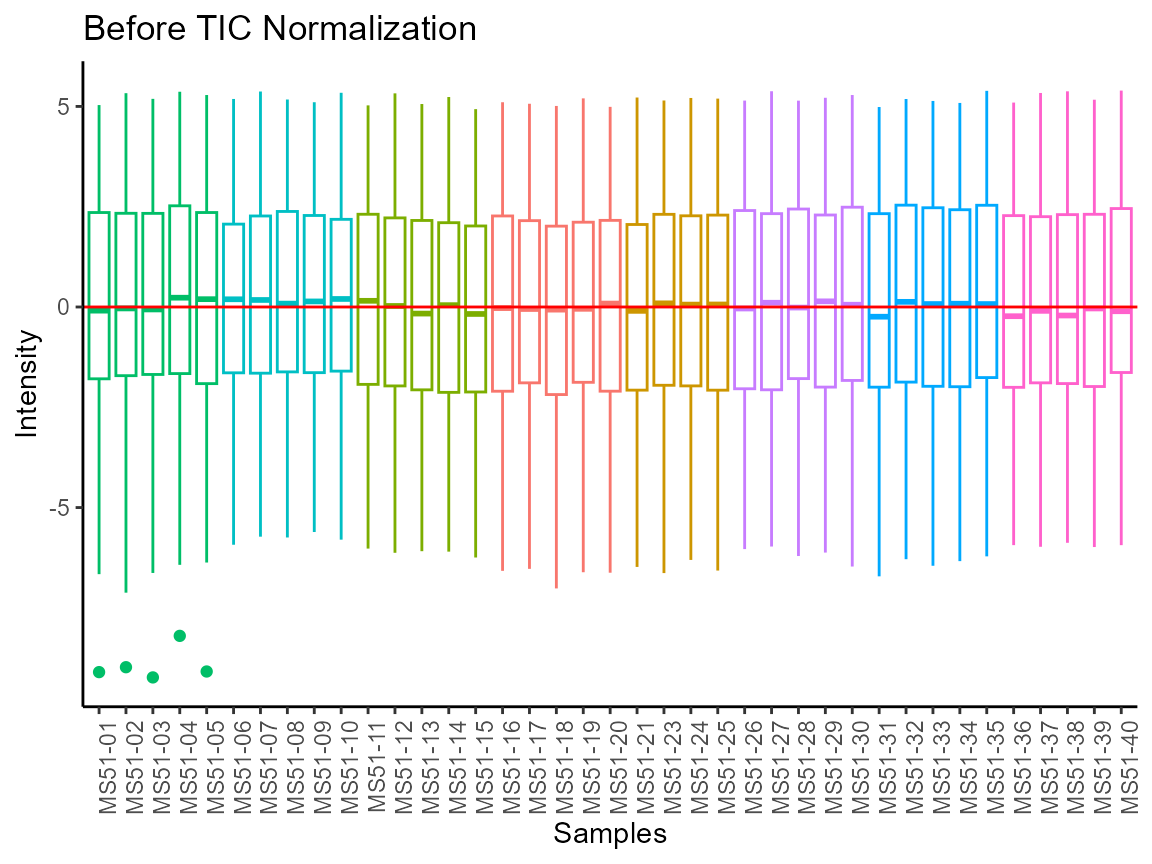 Before TIC Normalization
Intensity
5
0
-5
MS51-01
MS51-02
MS51-03
MS51-04
MS51-05
MS51-06
MS51-07
MS51-08
MS51-09
MS51-10
MS51-11
MS51-12
MS51-13
MS51-14
MS51-15
MS51-16
MS51-17
MS51-18
MS51-19
MS51-20
MS51-21
MS51-23
MS51-24
MS51-25
MS51-26
MS51-27
MS51-28
MS51-29
MS51-30
MS51-31
MS51-32
MS51-33
MS51-34
MS51-35
MS51-36
MS51-37
MS51-38
MS51-39
MS51-40
Samples